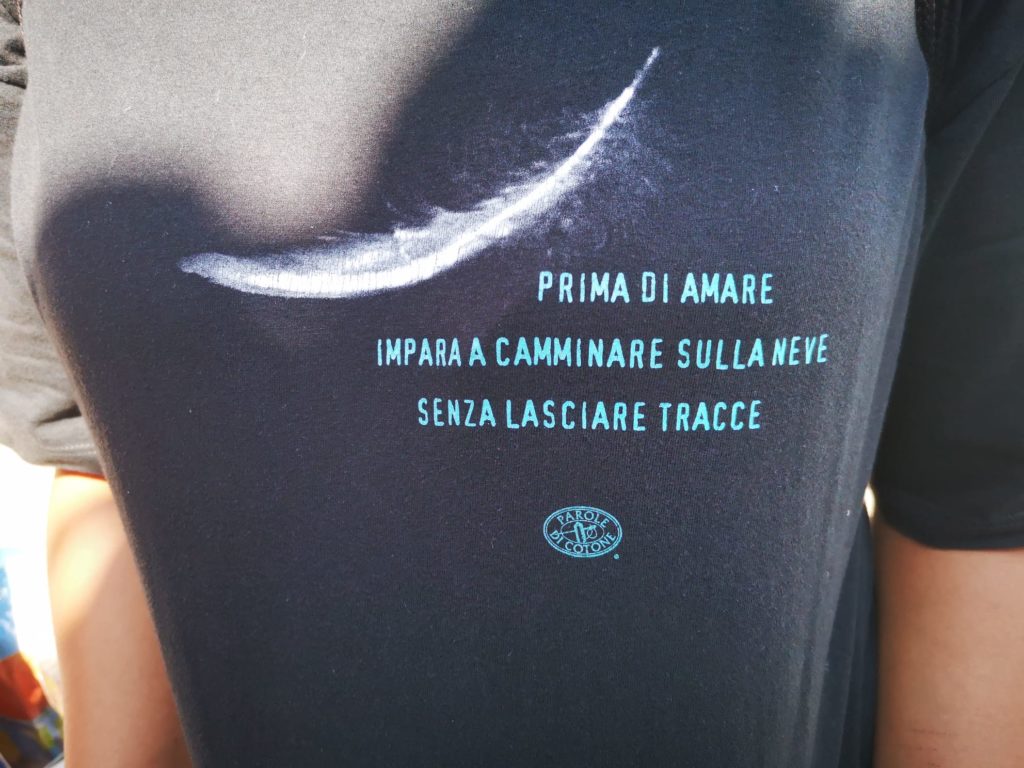 PRIMA DI AMARE
IMPARA A CAMMINARE SULLA NEVE
SENZA LASCIARE TRACCE
PAROLE
DI COTONE